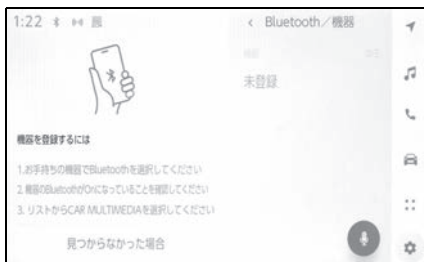 1:22
< Bluetooth／機器
未登録
機器を登録するには
1.お手持ちの機器でBluetoothを選択してください
2.機器のBluetoothがOnになっていることを確認してください
3. リストからCAR MULTIMEDIAを選択してください
見つからなかった場合